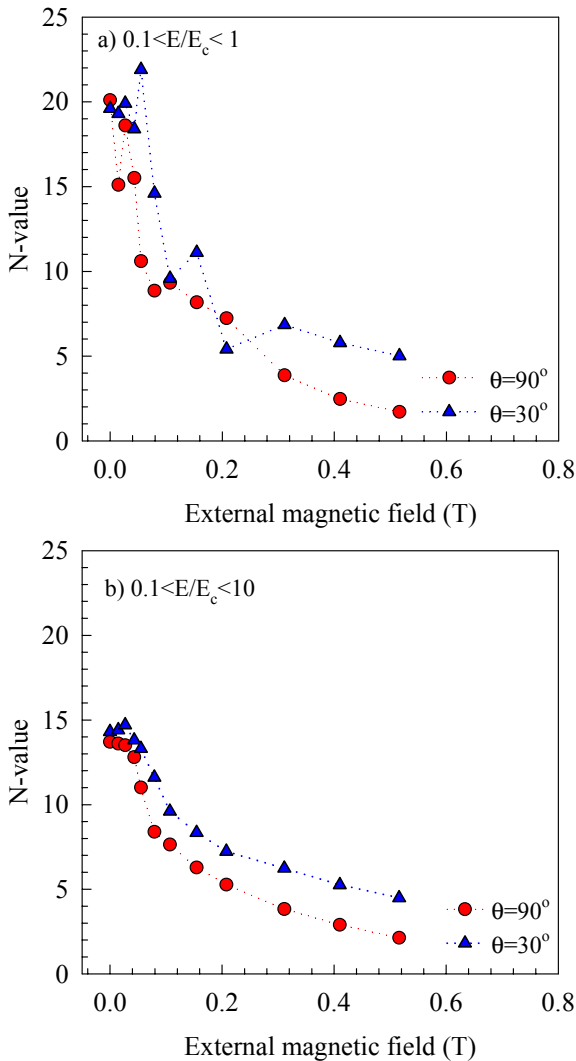 25
a) 0.1<E/Ec< 1
20
15
N-value
10
5
θ=90°
θ=30°
0
0.0 0.2 0.4 0.6 0.8
External magnetic field (T)
25
b) 0.1<E/Ec<10
20
15
N-value
10
5
θ=90°
θ=30°
0
0.0 0.2 0.4 0.6 0.8
External magnetic field (T)